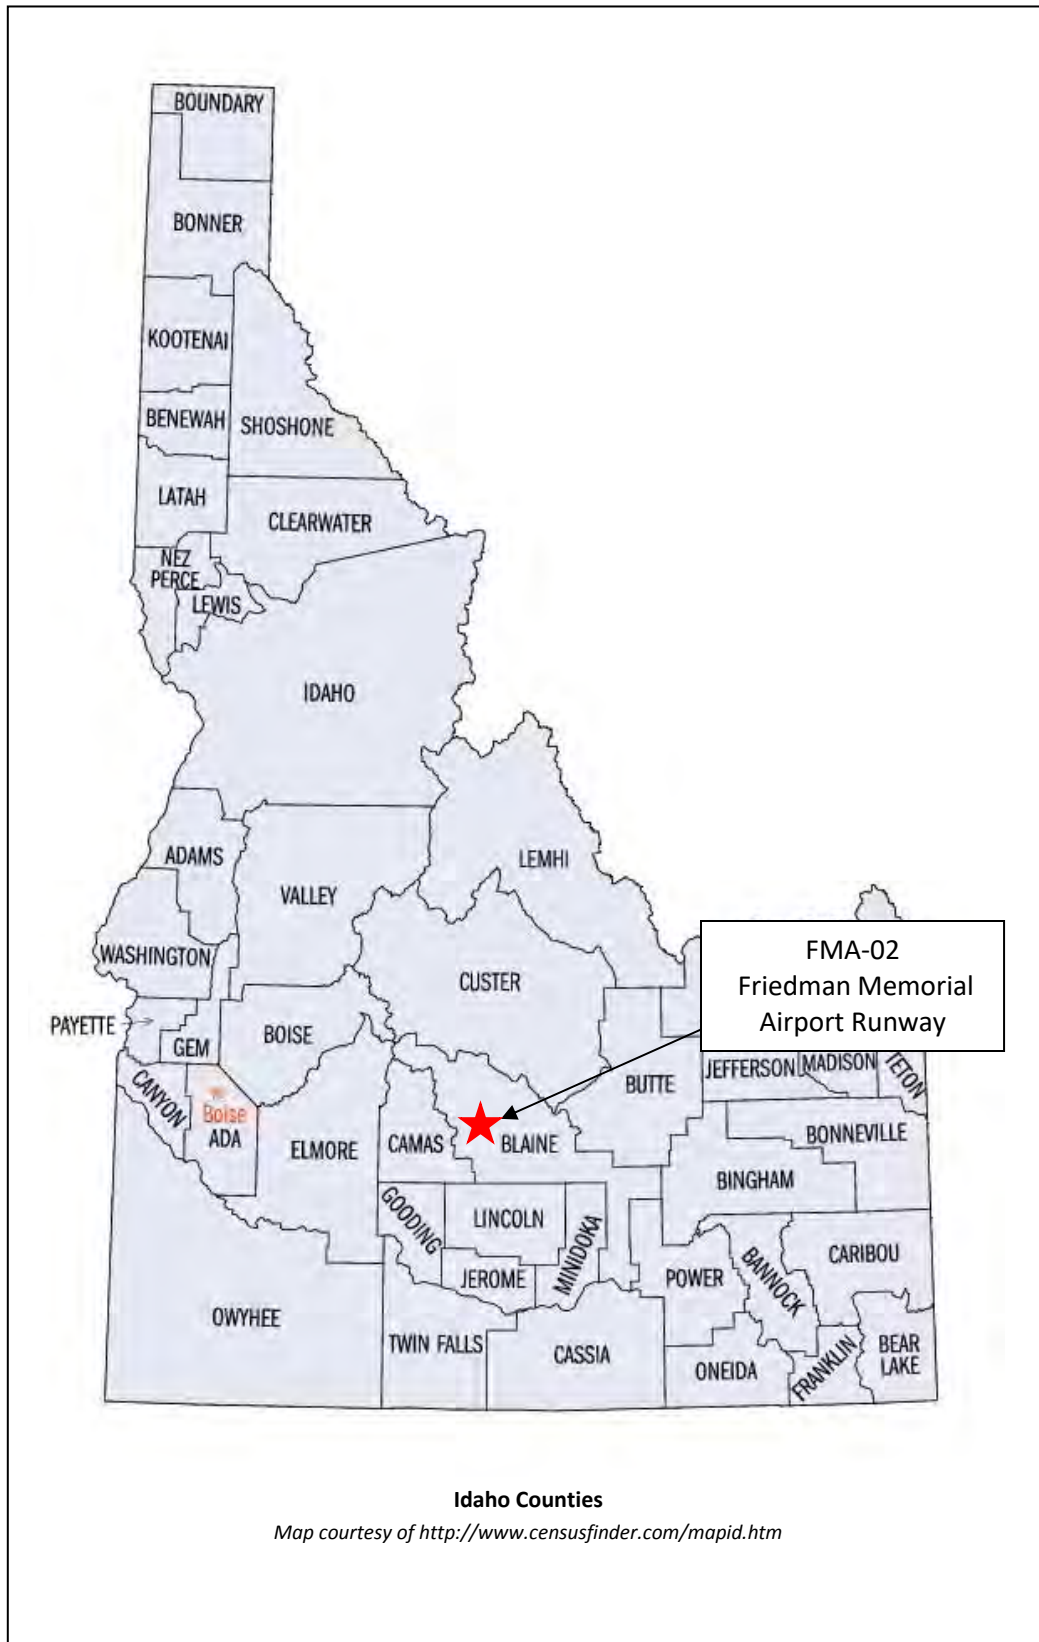 BOUNDARY
BONNER
KOOTENAI
BENEWAH
SHOSHONE
LATAH
CLEARWATER
NEZ
PERCE
LEWIS
IDAHO
ADAMS
LEMHI
VALLEY
WASHINGTON
CUSTER
FMA-02
Friedman Memorial
Airport Runway
PAYETTE
GEM
BOISE
CANYON
Boise
ADA
ELMORE
CAMAS
BLAINE
BUTTE
JEFFERSON
MADISON
TETON
BONNEVILLE
BINGHAM
GOODING
LINCOLN
MINIDOKA
JEROME
POWER
BANNOCK
CARIBOU
OWYHEE
TWIN FALLS
CASSIA
ONEIDA
FRANKLIN
BEAR
LAKE
Idaho Counties
Map courtesy of http://www.censusfinder.com/mapid.htm